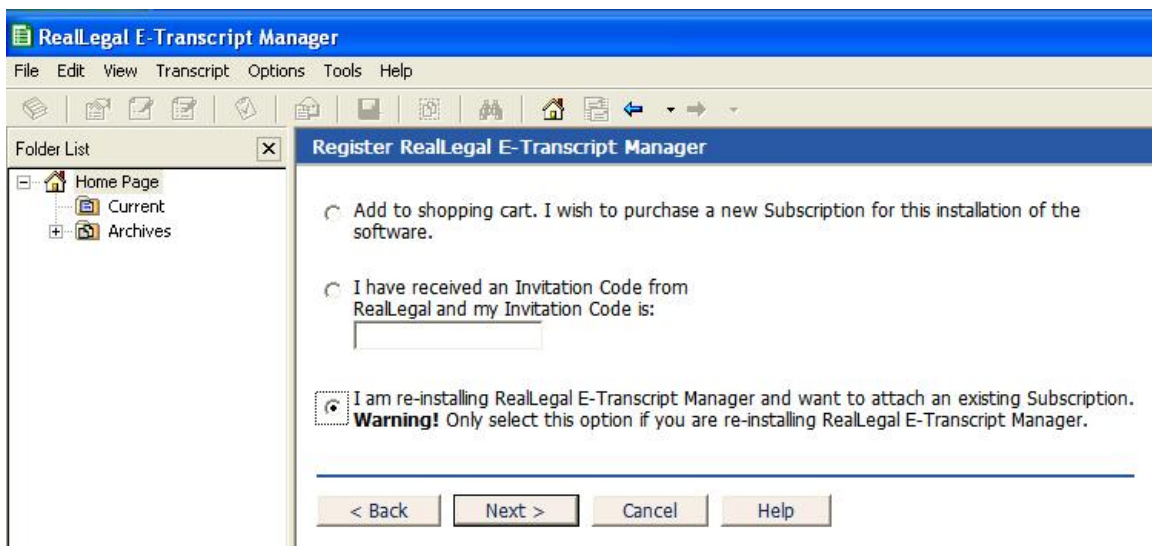 RealLegal E-Transcript Manager
File Edit View Transcript Options Tools Help
Folder List
Home Page
Current
Archives
Register RealLegal E-Transcript Manager
Add to shopping cart. I wish to purchase a new Subscription for this installation of the
software.
I have received an Invitation Code from
RealLegal and my Invitation Code is:
I am re-installing RealLegal E-Transcript Manager and want to attach an existing Subscription.
Warning! Only select this option if you are re-installing RealLegal E-Transcript Manager.
< Back Next > Cancel Help